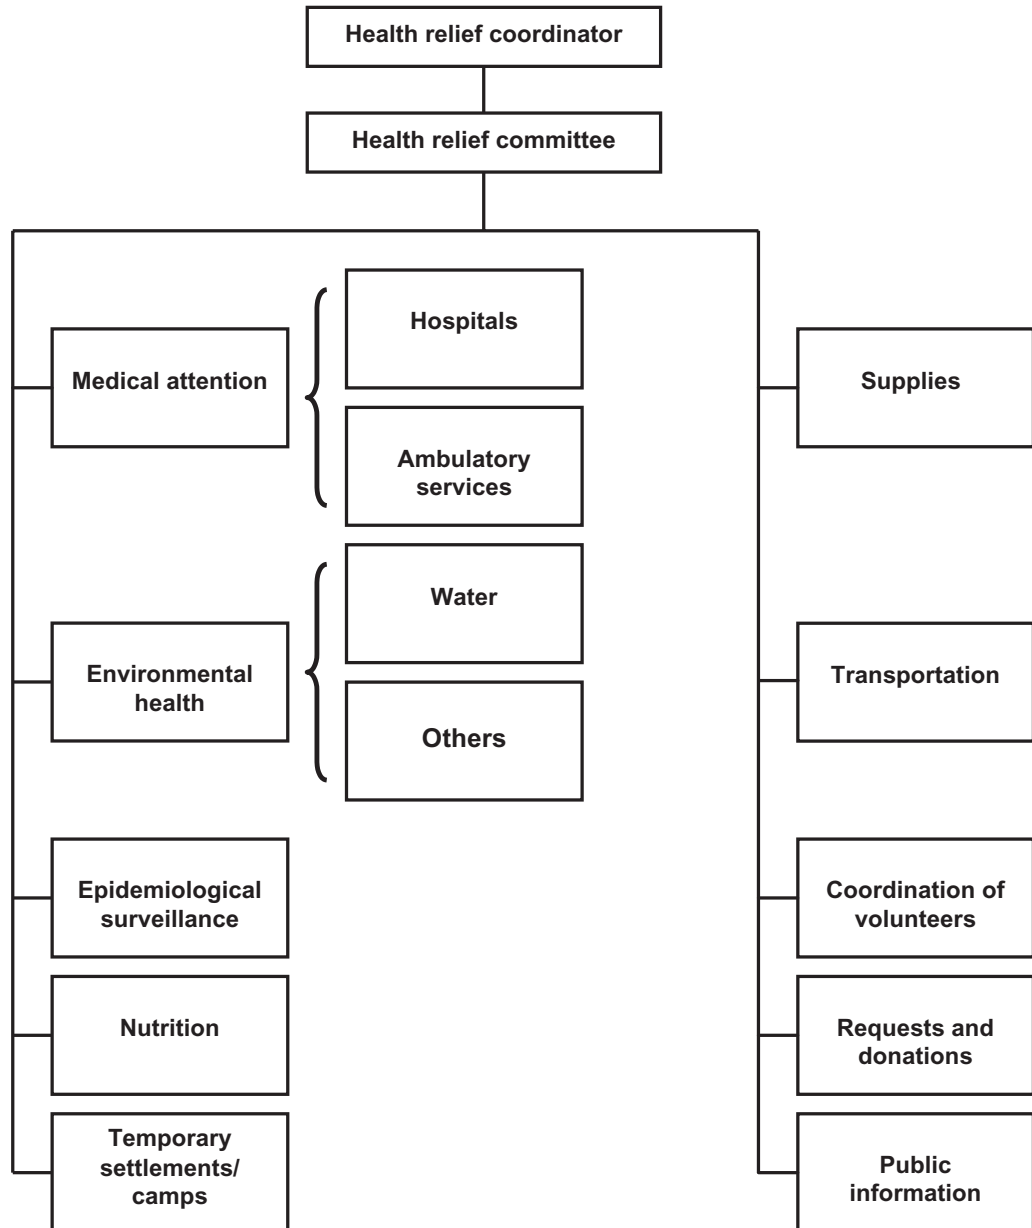 Health relief coordinator
Health relief committee
Hospitals
Medical attention
Supplies
Ambulatory
services
Water
Environmental
health
Transportation
Others
Epidemiological
surveillance
Coordination of
volunteers
Nutrition
Requests and
donations
Temporary
settlements/
camps
Public
information